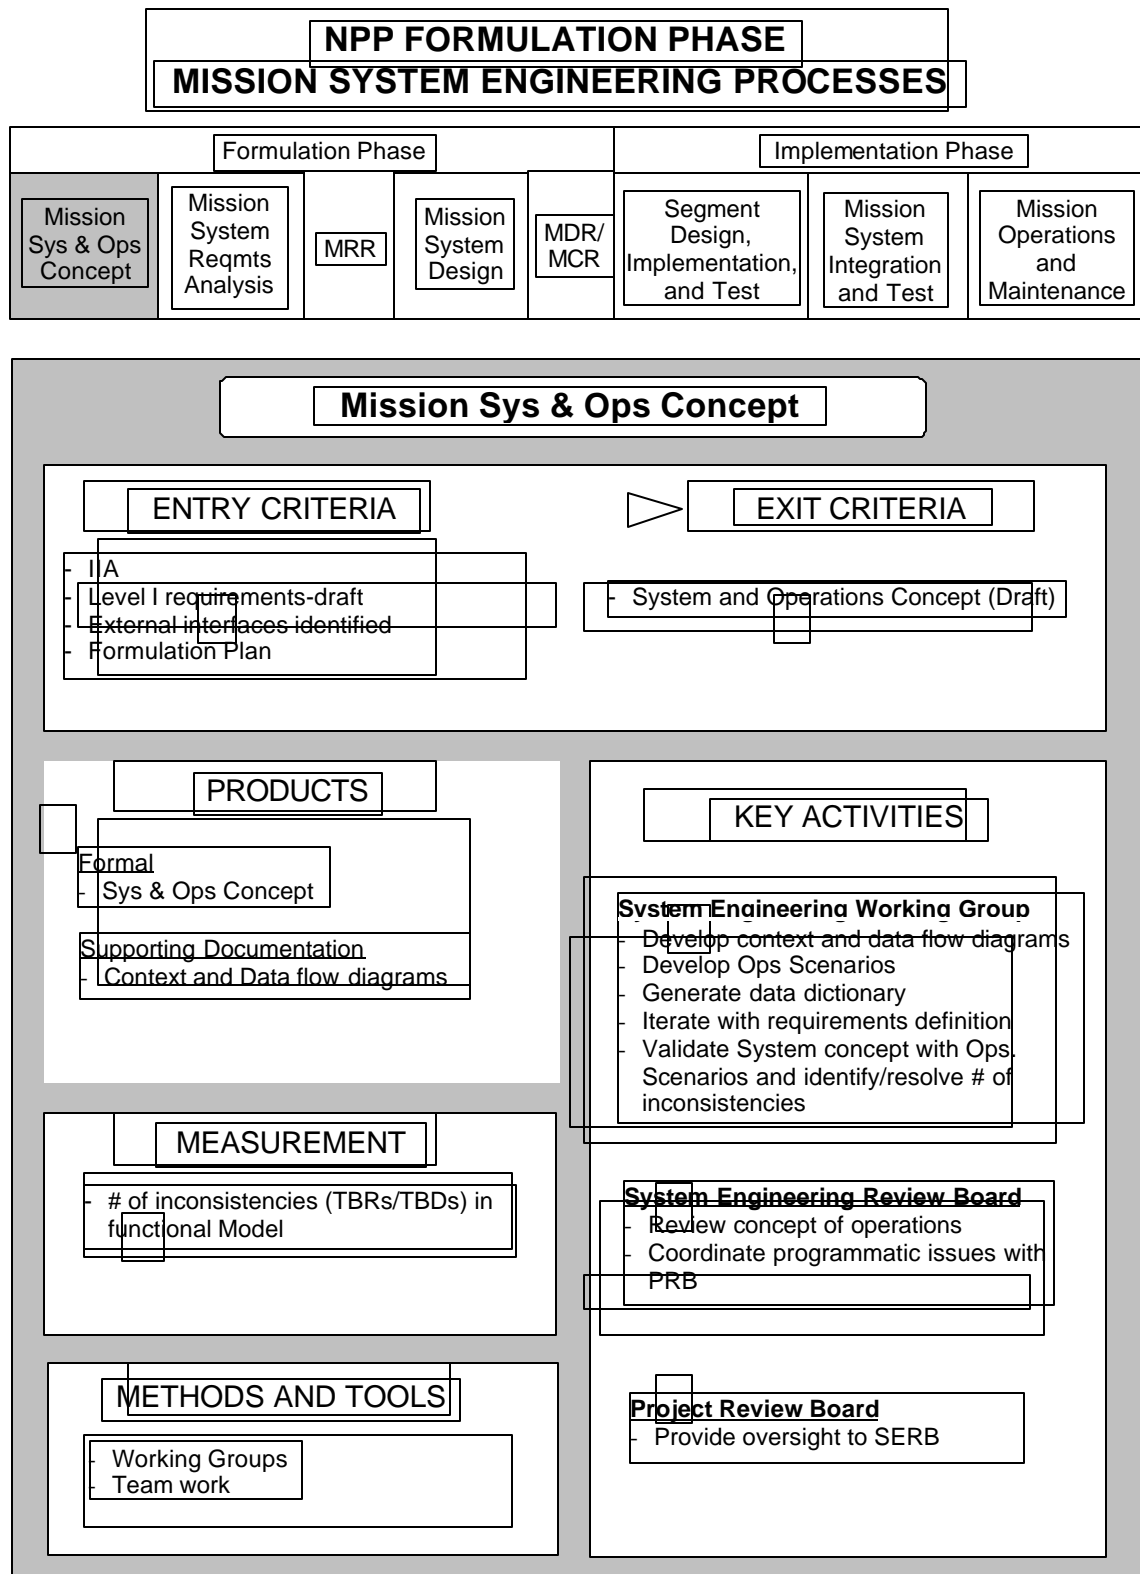 NPP FORMULATION PHASE
MISSION SYSTEM ENGINEERING PROCESSES
Formulation Phase
Implementation Phase
Mission
Sys & Ops
Concept
Mission
System
Reqmts
Analysis
MRR
Mission
System
Design
MDR/
MCR
Segment
Design,
Implementation,
and Test
Mission
System
Integration
and Test
Mission
Operations
and
Maintenance
Mission Sys & Ops Concept
ENTRY CRITERIA
- IIA
- Level I requirements-draft
- External interfaces identified
- Formulation Plan
EXIT CRITERIA
- System and Operations Concept (Draft)
PRODUCTS
Formal
- Sys & Ops Concept
Supporting Documentation
- Context and Data flow diagrams
MEASUREMENT
- # of inconsistencies (TBRs/TBDs) in
functional Model
METHODS AND TOOLS
- Working Groups
- Team work
KEY ACTIVITIES
System Engineering Working Group
- Develop context and data flow diagrams
- Develop Ops Scenarios
- Generate data dictionary
- Iterate with requirements definition
- Validate System concept with Ops.
Scenarios and identify/resolve # of
inconsistencies
System Engineering Review Board
- Review concept of operations
- Coordinate programmatic issues with
PRB
Project Review Board
- Provide oversight to SERB